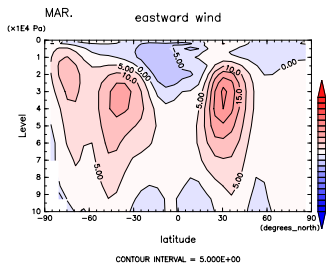 MAR.
eastward wind
(×1E4 Pa)
0
1
2
3
4
5
6
7
8
9
10
Level
5.00
10.0
0.00
-5.00
10.0
0.00
15.0
5.00
5.00
5.00
−90 −60 −30 0 30 60 90
(degrees_north)
latitude
CONTOUR INTERVAL = 5.000E+00